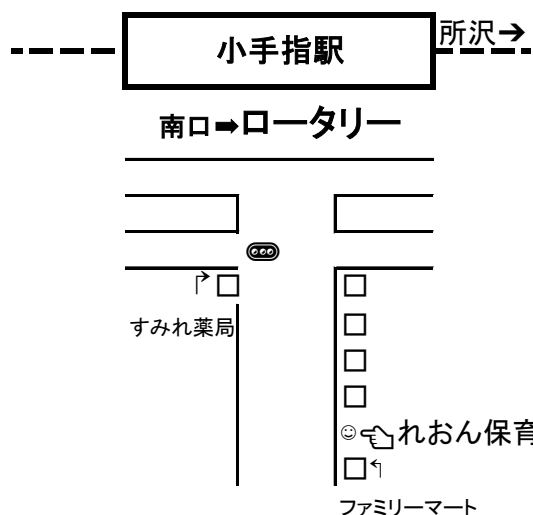 小手指駅
所沢→
南口➡ロータリー
すみれ薬局
れおん保育
ファミリーマート